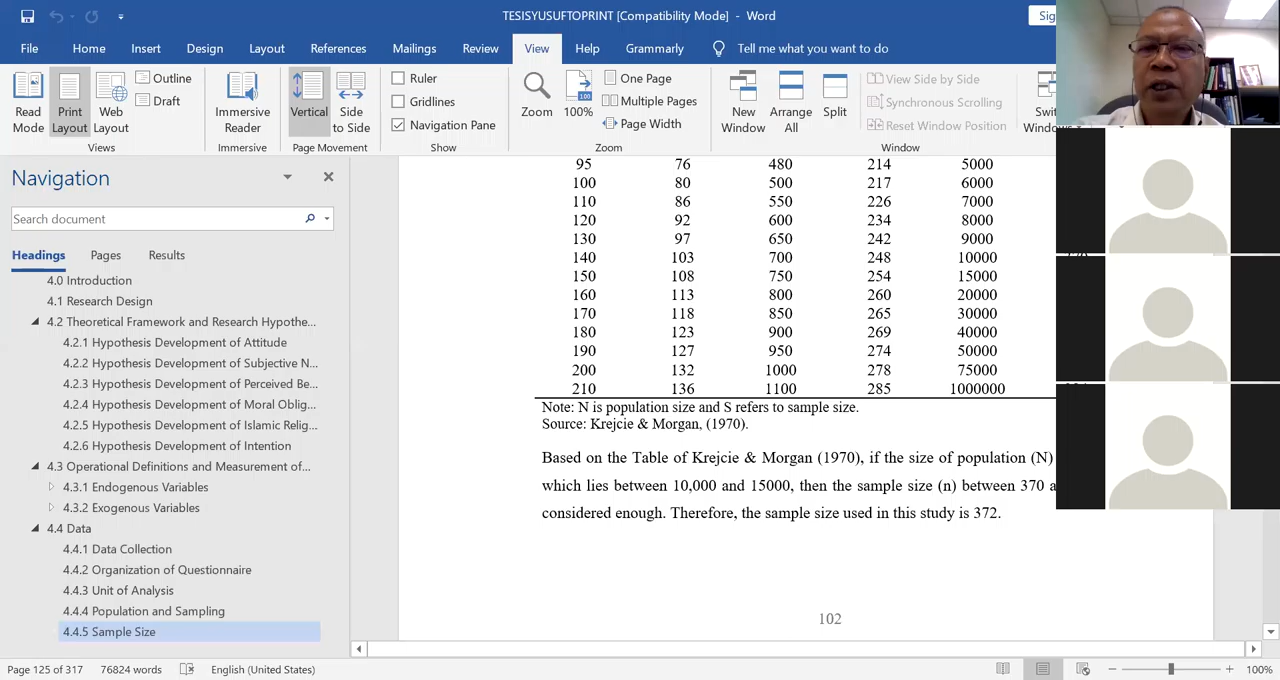 TESISYUSUFTOPRINT [Compatibility Mode] - Word
File Home Insert Design Layout References Mailings Review View Help Grammarly Tell me what you want to do
Read Mode
Print Layout
Web Layout
Outline
Draft
Views
Immersive Reader
Immersive
Vertical
Side to Side
Page Movement
Ruler
Gridlines
Navigation Pane
Show
Zoom
100%
One Page
Multiple Pages
Page Width
Zoom
New Window
Arrange All
Split
View Side by Side
Synchronous Scrolling
Reset Window Position
Window
Navigation
Search document
Headings Pages Results
4.0 Introduction
4.1 Research Design
4.2 Theoretical Framework and Research Hypothe...
4.2.1 Hypothesis Development of Attitude
4.2.2 Hypothesis Development of Subjective N...
4.2.3 Hypothesis Development of Perceived Be...
4.2.4 Hypothesis Development of Moral Oblig...
4.2.5 Hypothesis Development of Islamic Relig...
4.2.6 Hypothesis Development of Intention
4.3 Operational Definitions and Measurement of...
4.3.1 Endogenous Variables
4.3.2 Exogenous Variables
4.4 Data
4.4.1 Data Collection
4.4.2 Organization of Questionnaire
4.4.3 Unit of Analysis
4.4.4 Population and Sampling
4.4.5 Sample Size
95 76 480 214 5000
100 80 500 217 6000
110 86 550 226 7000
120 92 600 234 8000
130 97 650 242 9000
140 103 700 248 10000
150 108 750 254 15000
160 113 800 260 20000
170 118 850 265 30000
180 123 900 269 40000
190 127 950 274 50000
200 132 1000 278 75000
210 136 1100 285 1000000
Note: N is population size and S refers to sample size.
Source: Krejcie & Morgan, (1970).
Based on the Table of Krejcie & Morgan (1970), if the size of population (N)
which lies between 10,000 and 15000, then the sample size (n) between 370
considered enough. Therefore, the sample size used in this study is 372.
102
Page 125 of 317 76824 words English (United States) 100%